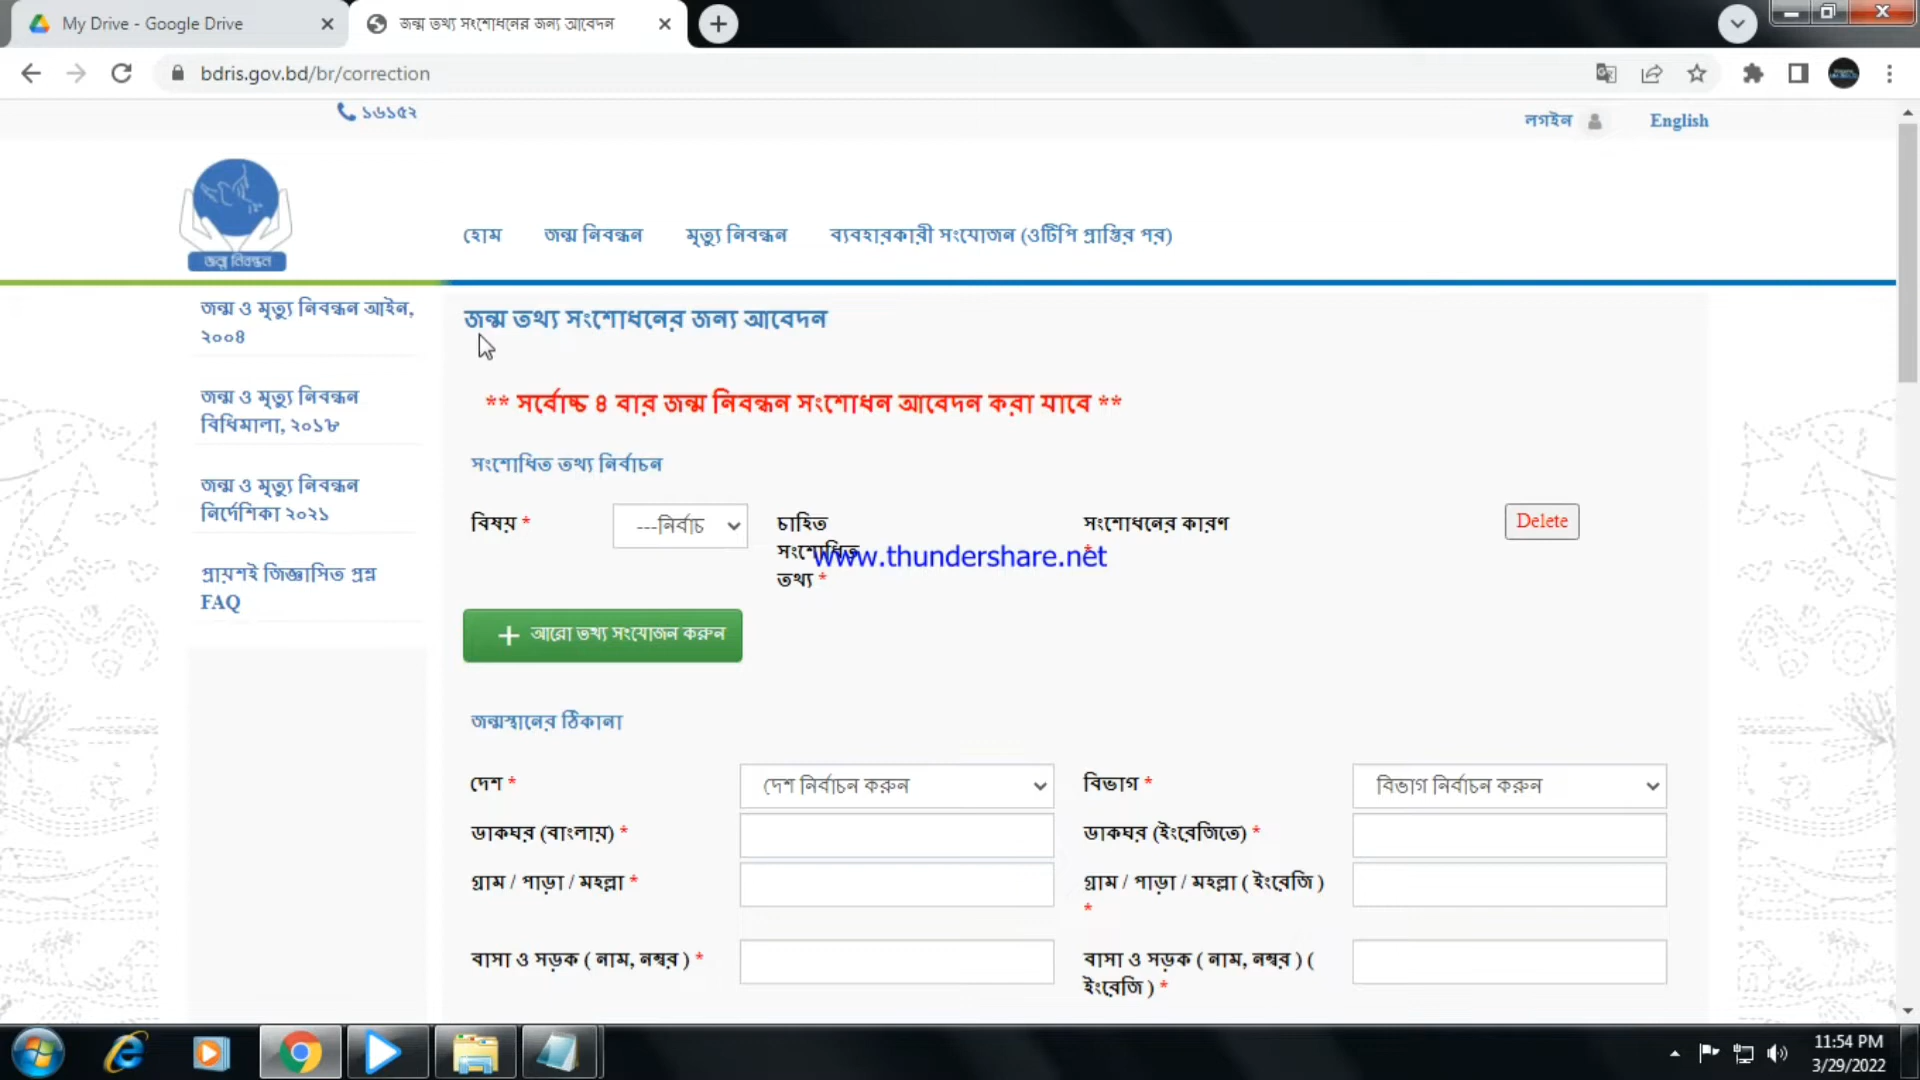 My Drive - Google Drive
জন্ম তথ্য সংশোধনের জন্য আবেদন
bdris.gov.bd/br/correction
১৬১৫২
লগইন
English
জন্ম নিবন্ধন
হোম
জন্ম নিবন্ধন
মৃত্যু নিবন্ধন
ব্যবহারকারী সংযোজন (ওটিপি প্রাপ্তির পর)
জন্ম ও মৃত্যু নিবন্ধন আইন,
২০০৪
জন্ম ও মৃত্যু নিবন্ধন
বিধিমালা, ২০১৮
জন্ম ও মৃত্যু নিবন্ধন
নির্দেশিকা ২০২১
প্রায়শই জিজ্ঞাসিত প্রশ্ন
FAQ
জন্ম তথ্য সংশোধনের জন্য আবেদন
** সর্বোচ্চ ৪ বার জন্ম নিবন্ধন সংশোধন আবেদন করা যাবে **
সংশোধিত তথ্য নির্বাচন
বিষয় *
---নির্বাচ
চাহিত
সংশোধিত
তথ্য *
সংশোধনের কারণ
*
Delete
www.thundershare.net
+ আরো তথ্য সংযোজন করুন
জন্মস্থানের ঠিকানা
দেশ *
দেশ নির্বাচন করুন
বিভাগ *
বিভাগ নির্বাচন করুন
ডাকঘর (বাংলায়) *
ডাকঘর (ইংরেজিতে) *
গ্রাম / পাড়া / মহল্লা *
গ্রাম / পাড়া / মহল্লা ( ইংরেজি )
*
বাসা ও সড়ক ( নাম, নম্বর ) *
বাসা ও সড়ক ( নাম, নম্বর ) (
ইংরেজি ) *
11:54 PM
3/29/2022